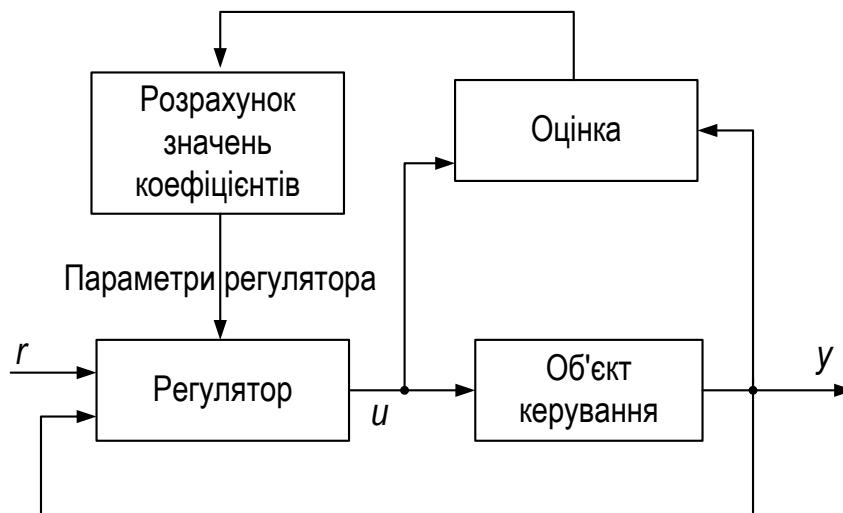 Розрахунок
значень
коефіцієнтів
Оцінка
Параметри регулятора
r
Регулятор
u
Об'єкт
керування
y